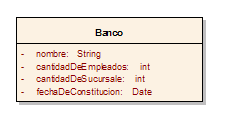 Banco
- nombre: String
- cantidadDeEmpleados: int
- cantidadDeSucursale: int
- fechaDeConstitucion: Date